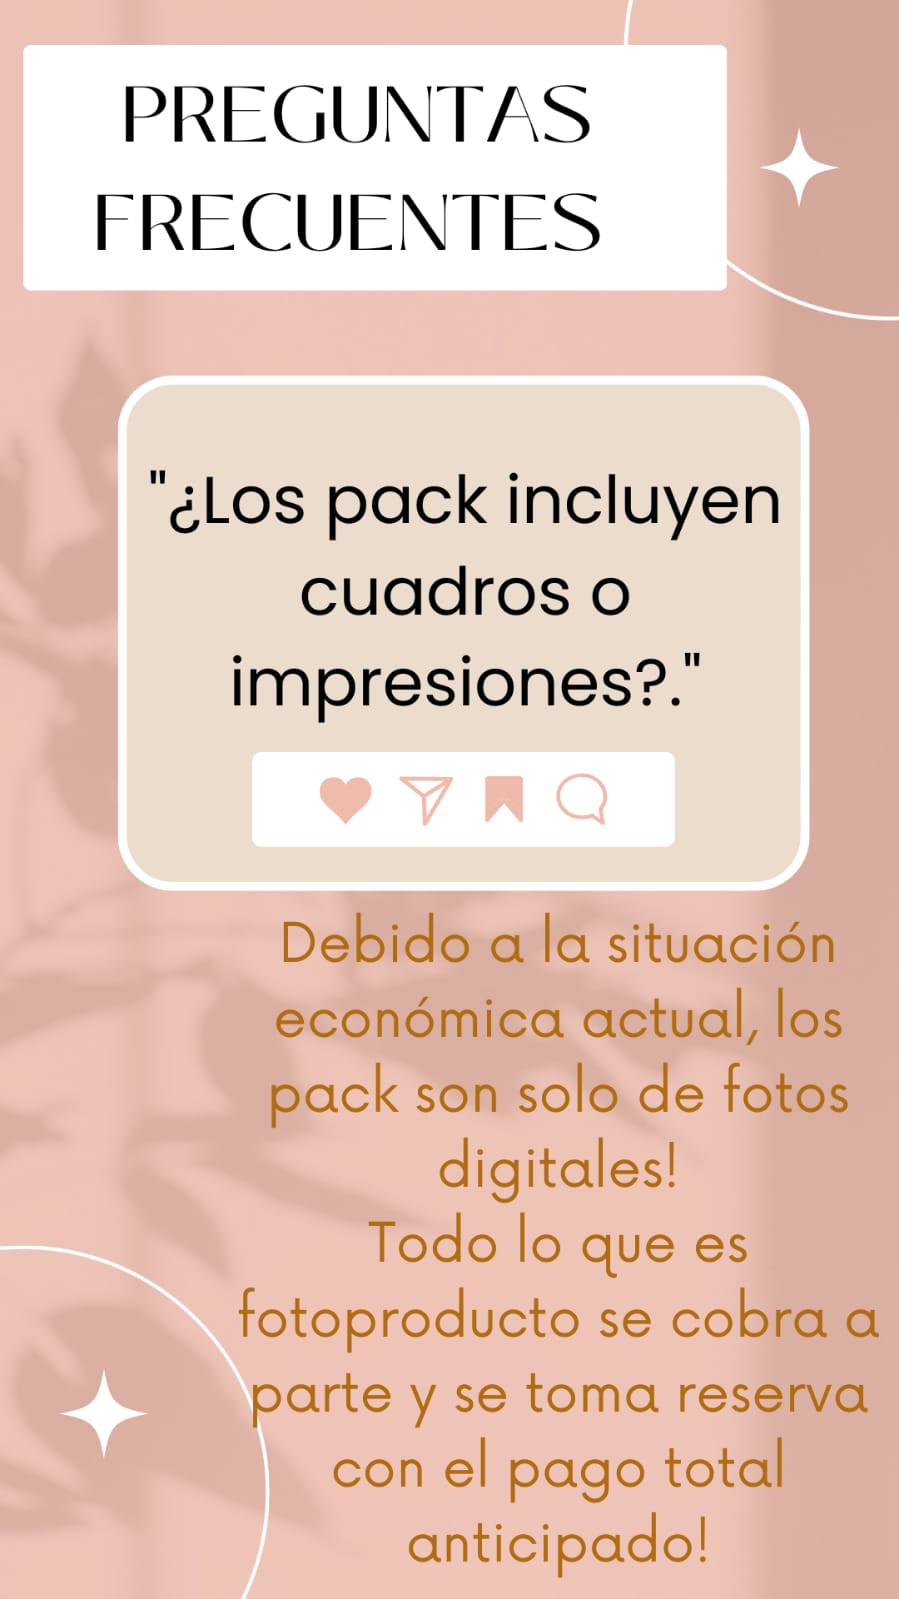 PREGUNTAS
FRECUENTES
"¿Los pack incluyen
cuadros o
impresiones?."
Debido a la situación
económica actual, los
pack son solo de fotos
digitales!
Todo lo que es
fotoproducto se cobra a
parte y se toma reserva
con el pago total
anticipado!